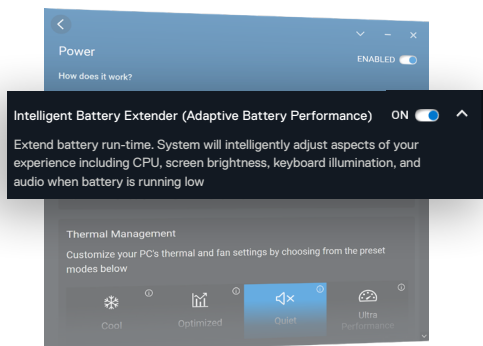 Power
ENABLED
How does it work?
Intelligent Battery Extender (Adaptive Battery Performance) ON
Extend battery run-time. System will intelligently adjust aspects of your
experience including CPU, screen brightness, keyboard illumination, and
audio when battery is running low
Thermal Management
Customize your PC's thermal and fan settings by choosing from the preset
modes below
Cool
Optimized
Quiet
Ultra
Performance